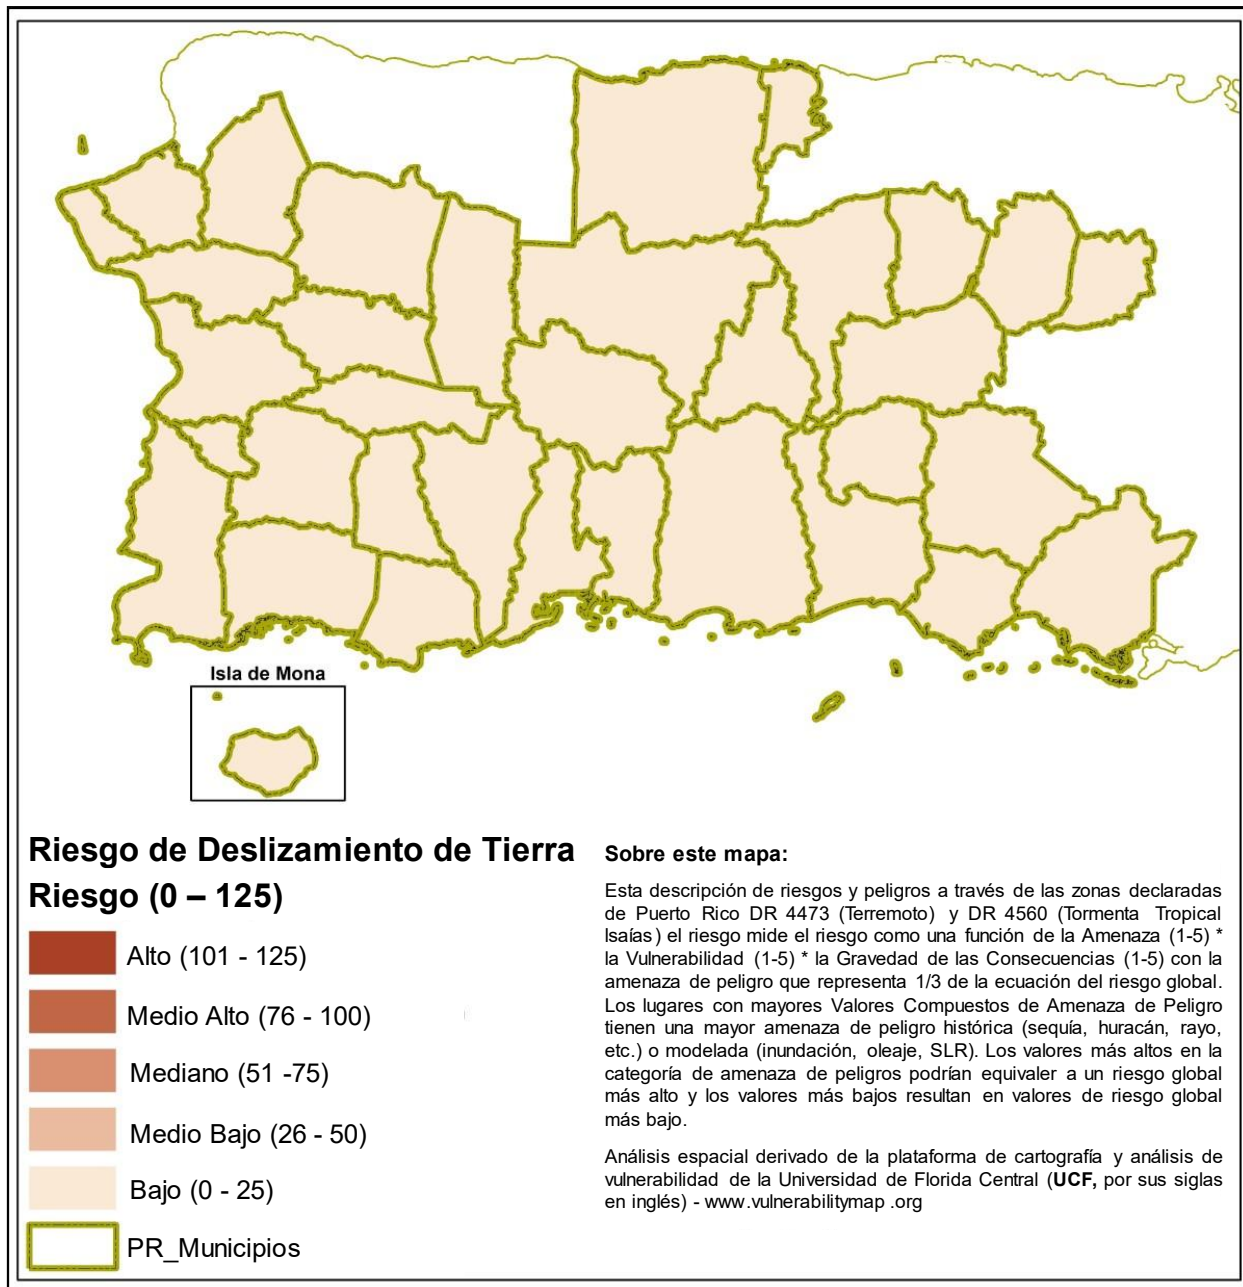 Isla de Mona
Riesgo de Deslizamiento de Tierra
Riesgo (0 – 125)
Alto (101 - 125)
Medio Alto (76 - 100)
Mediano (51 -75)
Medio Bajo (26 - 50)
Bajo (0 - 25)
PR_Municipios
Sobre este mapa:
Esta descripción de riesgos y peligros a través de las zonas declaradas
de Puerto Rico DR 4473 (Terremoto) y DR 4560 (Tormenta Tropical
Isaías) el riesgo mide el riesgo como una función de la Amenaza (1-5) *
la Vulnerabilidad (1-5) * la Gravedad de las Consecuencias (1-5) con la
amenaza de peligro que representa 1/3 de la ecuación del riesgo global.
Los lugares con mayores Valores Compuestos de Amenaza de Peligro
tienen una mayor amenaza de peligro histórica (sequía, huracán, rayo,
etc.) o modelada (inundación, oleaje, SLR). Los valores más altos en la
categoría de amenaza de peligros podrían equivaler a un riesgo global
más alto y los valores más bajos resultan en valores de riesgo global
más bajo.
Análisis espacial derivado de la plataforma de cartografía y análisis de
vulnerabilidad de la Universidad de Florida Central (UCF, por sus siglas
en inglés) - www.vulnerabilitymap .org